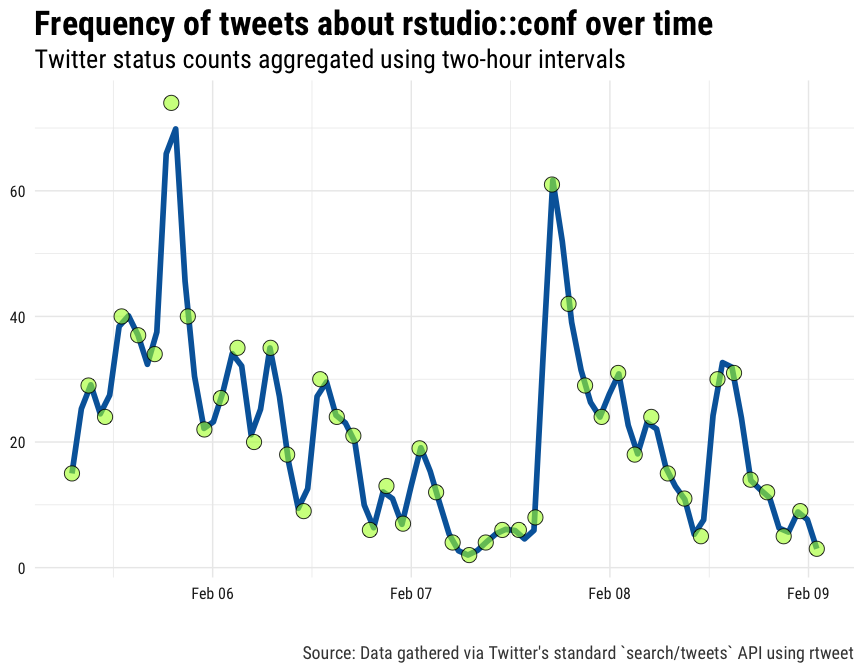 Frequency of tweets about rstudio::conf over time
Twitter status counts aggregated using two-hour intervals
60
40
20
0
Feb 06 Feb 07 Feb 08 Feb 09
Source: Data gathered via Twitter's standard `search/tweets` API using rtweet